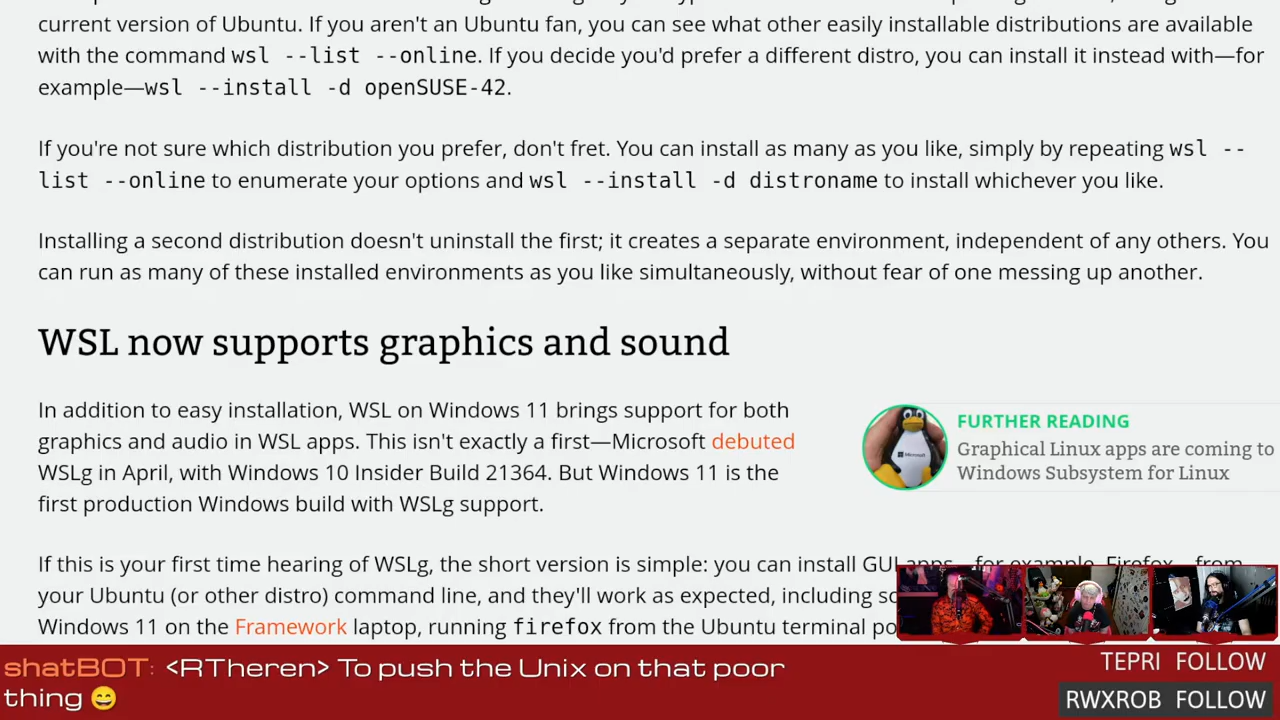 current version of Ubuntu. If you aren't an Ubuntu fan, you can see what other easily installable distributions are available
with the command wsl --list --online. If you decide you'd prefer a different distro, you can install it instead with—for
example—wsl --install -d openSUSE-42.
If you're not sure which distribution you prefer, don't fret. You can install as many as you like, simply by repeating wsl --
list --online to enumerate your options and wsl --install -d distroname to install whichever you like.
Installing a second distribution doesn't uninstall the first; it creates a separate environment, independent of any others. You
can run as many of these installed environments as you like simultaneously, without fear of one messing up another.
WSL now supports graphics and sound
In addition to easy installation, WSL on Windows 11 brings support for both
graphics and audio in WSL apps. This isn't exactly a first—Microsoft debuted
WSLg in April, with Windows 10 Insider Build 21364. But Windows 11 is the
first production Windows build with WSLg support.
FURTHER READING
Graphical Linux apps are coming to
Windows Subsystem for Linux
Microsoft
If this is your first time hearing of WSLg, the short version is simple: you can install GUI apps—for example, Firefox—from
your Ubuntu (or other distro) command line, and they'll work as expected, including
Windows 11 on the Framework laptop, running firefox from the Ubuntu terminal
shatBOT: <RTheren> To push the Unix on that poor
thing 😄
TEPRI FOLLOW
RWXROB FOLLOW